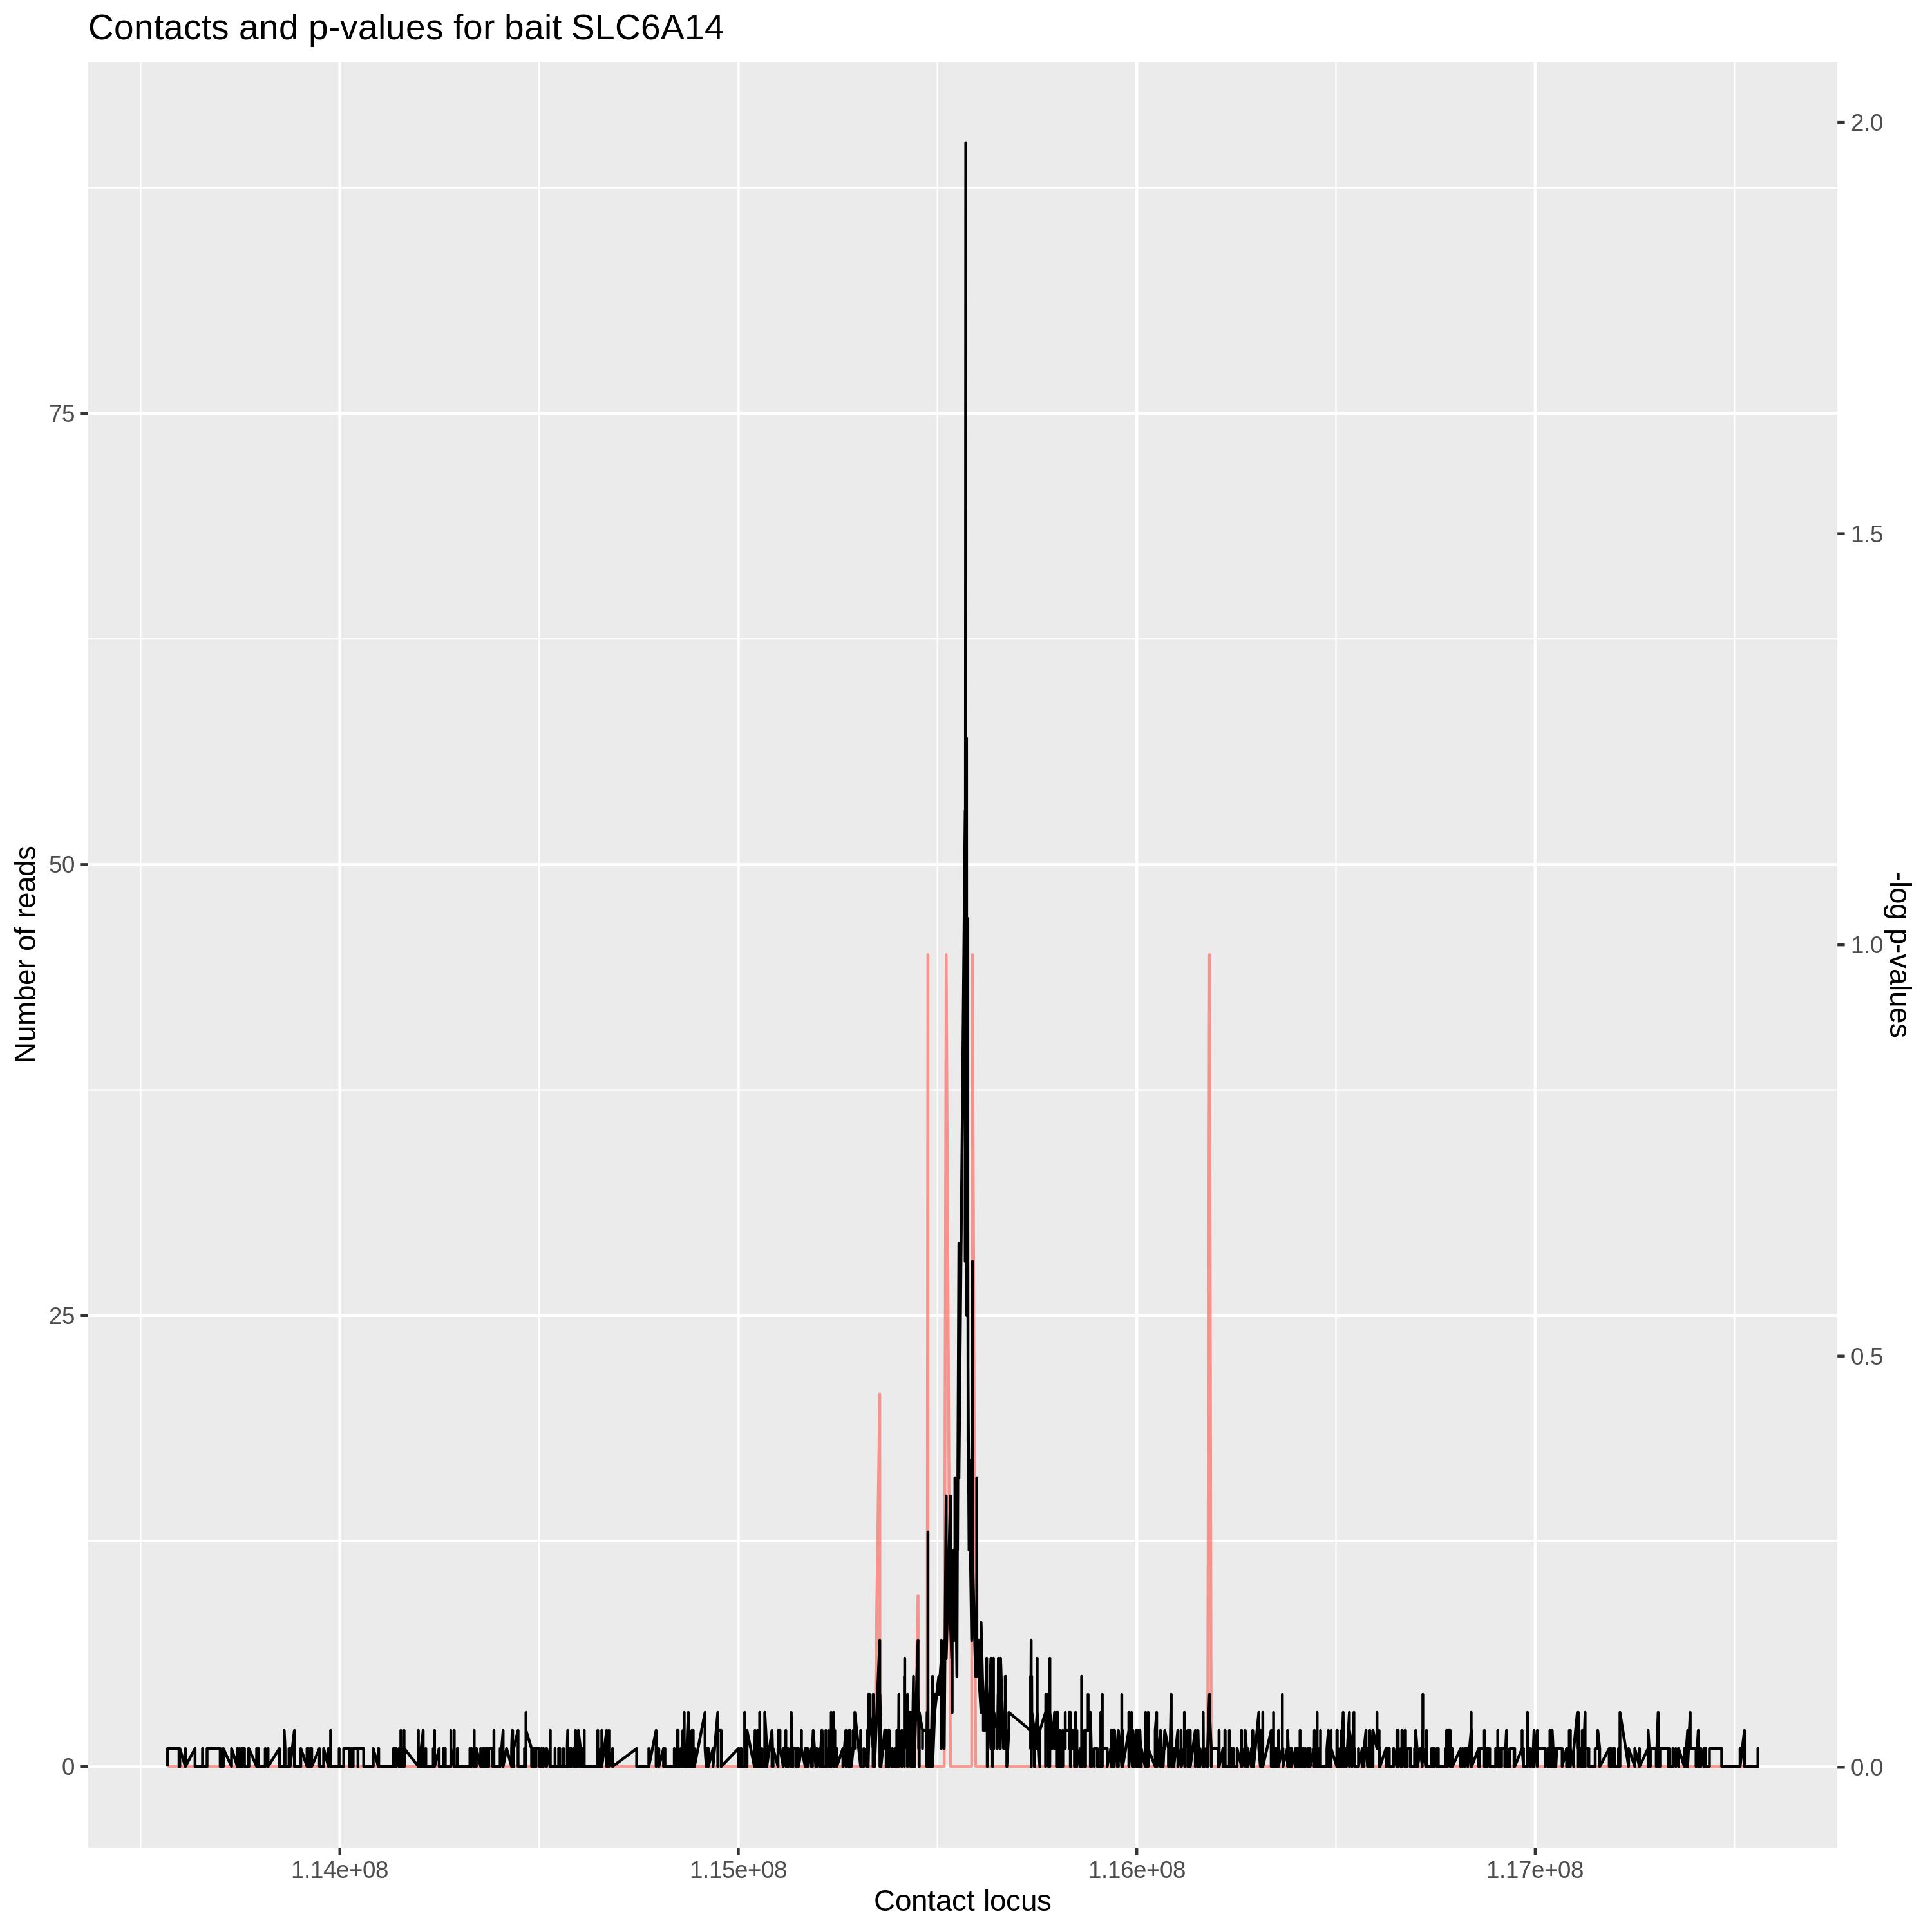 Contacts and p-values for bait SLC6A14
2.0
75
1.5
50
1.0
25
0.5
0
0.0
Number of reads
-log p-values
1.14e+08
1.15e+08
1.16e+08
1.17e+08
Contact locus